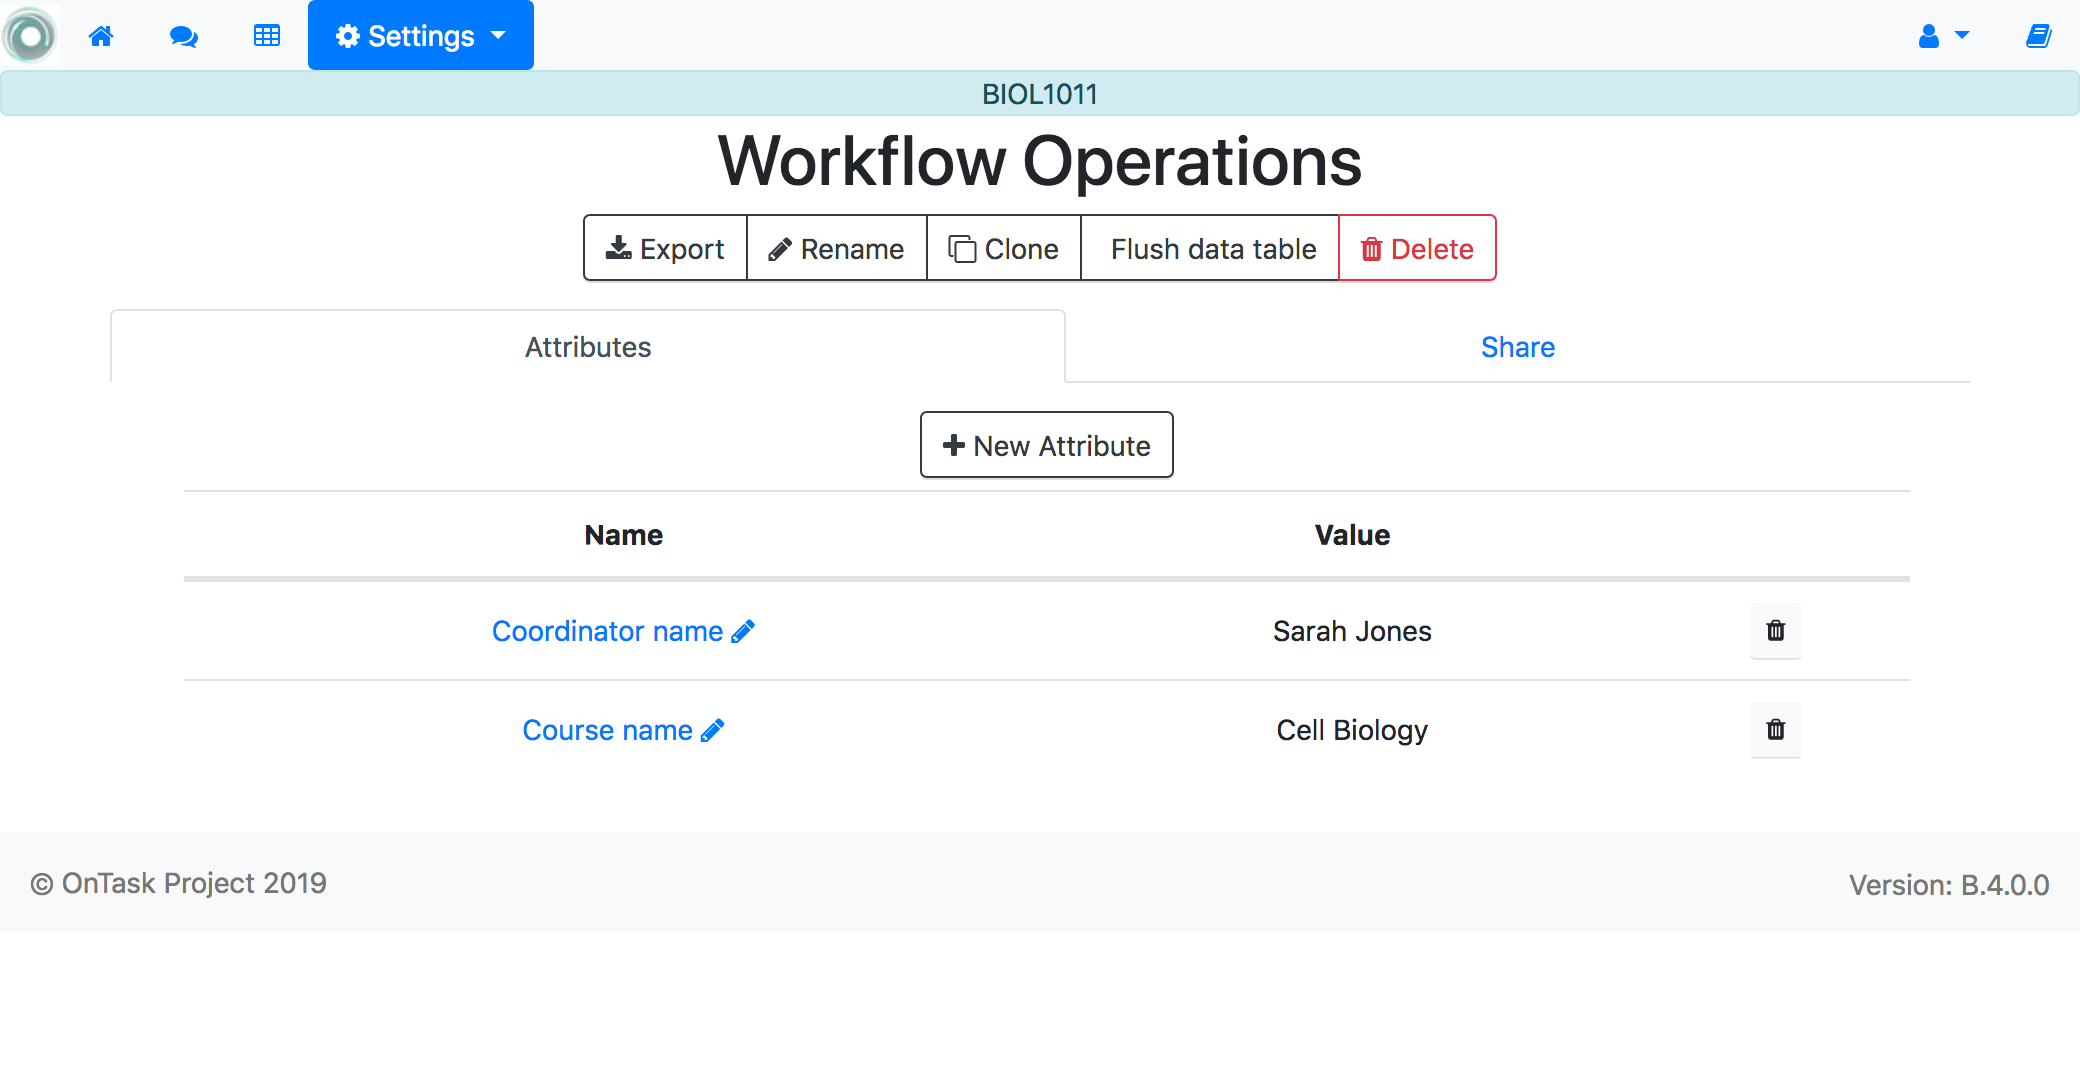 Settings
BIOL1011
Workflow Operations
Export Rename Clone Flush data table Delete
Attributes Share
New Attribute
Name Value
Coordinator name Sarah Jones
Course name Cell Biology
© OnTask Project 2019 Version: B.4.0.0